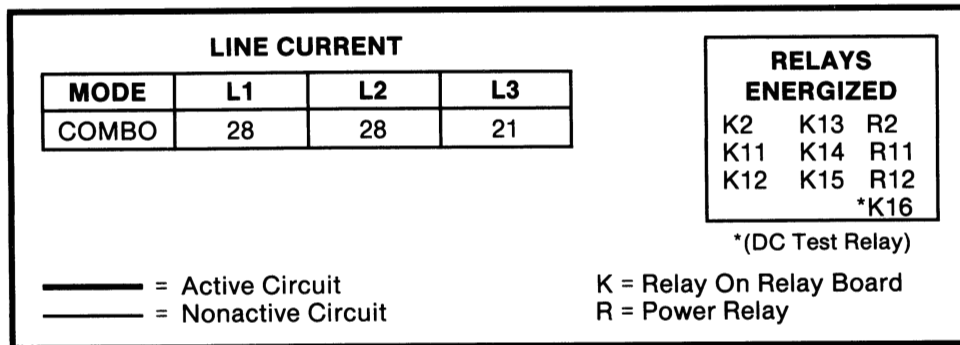 LINE CURRENT
MODE L1 L2 L3
COMBO 28 28 21
RELAYS
ENERGIZED
K2 K13 R2
K11 K14 R11
K12 K15 R12
*K16
*(DC Test Relay)
= Active Circuit
= Nonactive Circuit
K = Relay On Relay Board
R = Power Relay